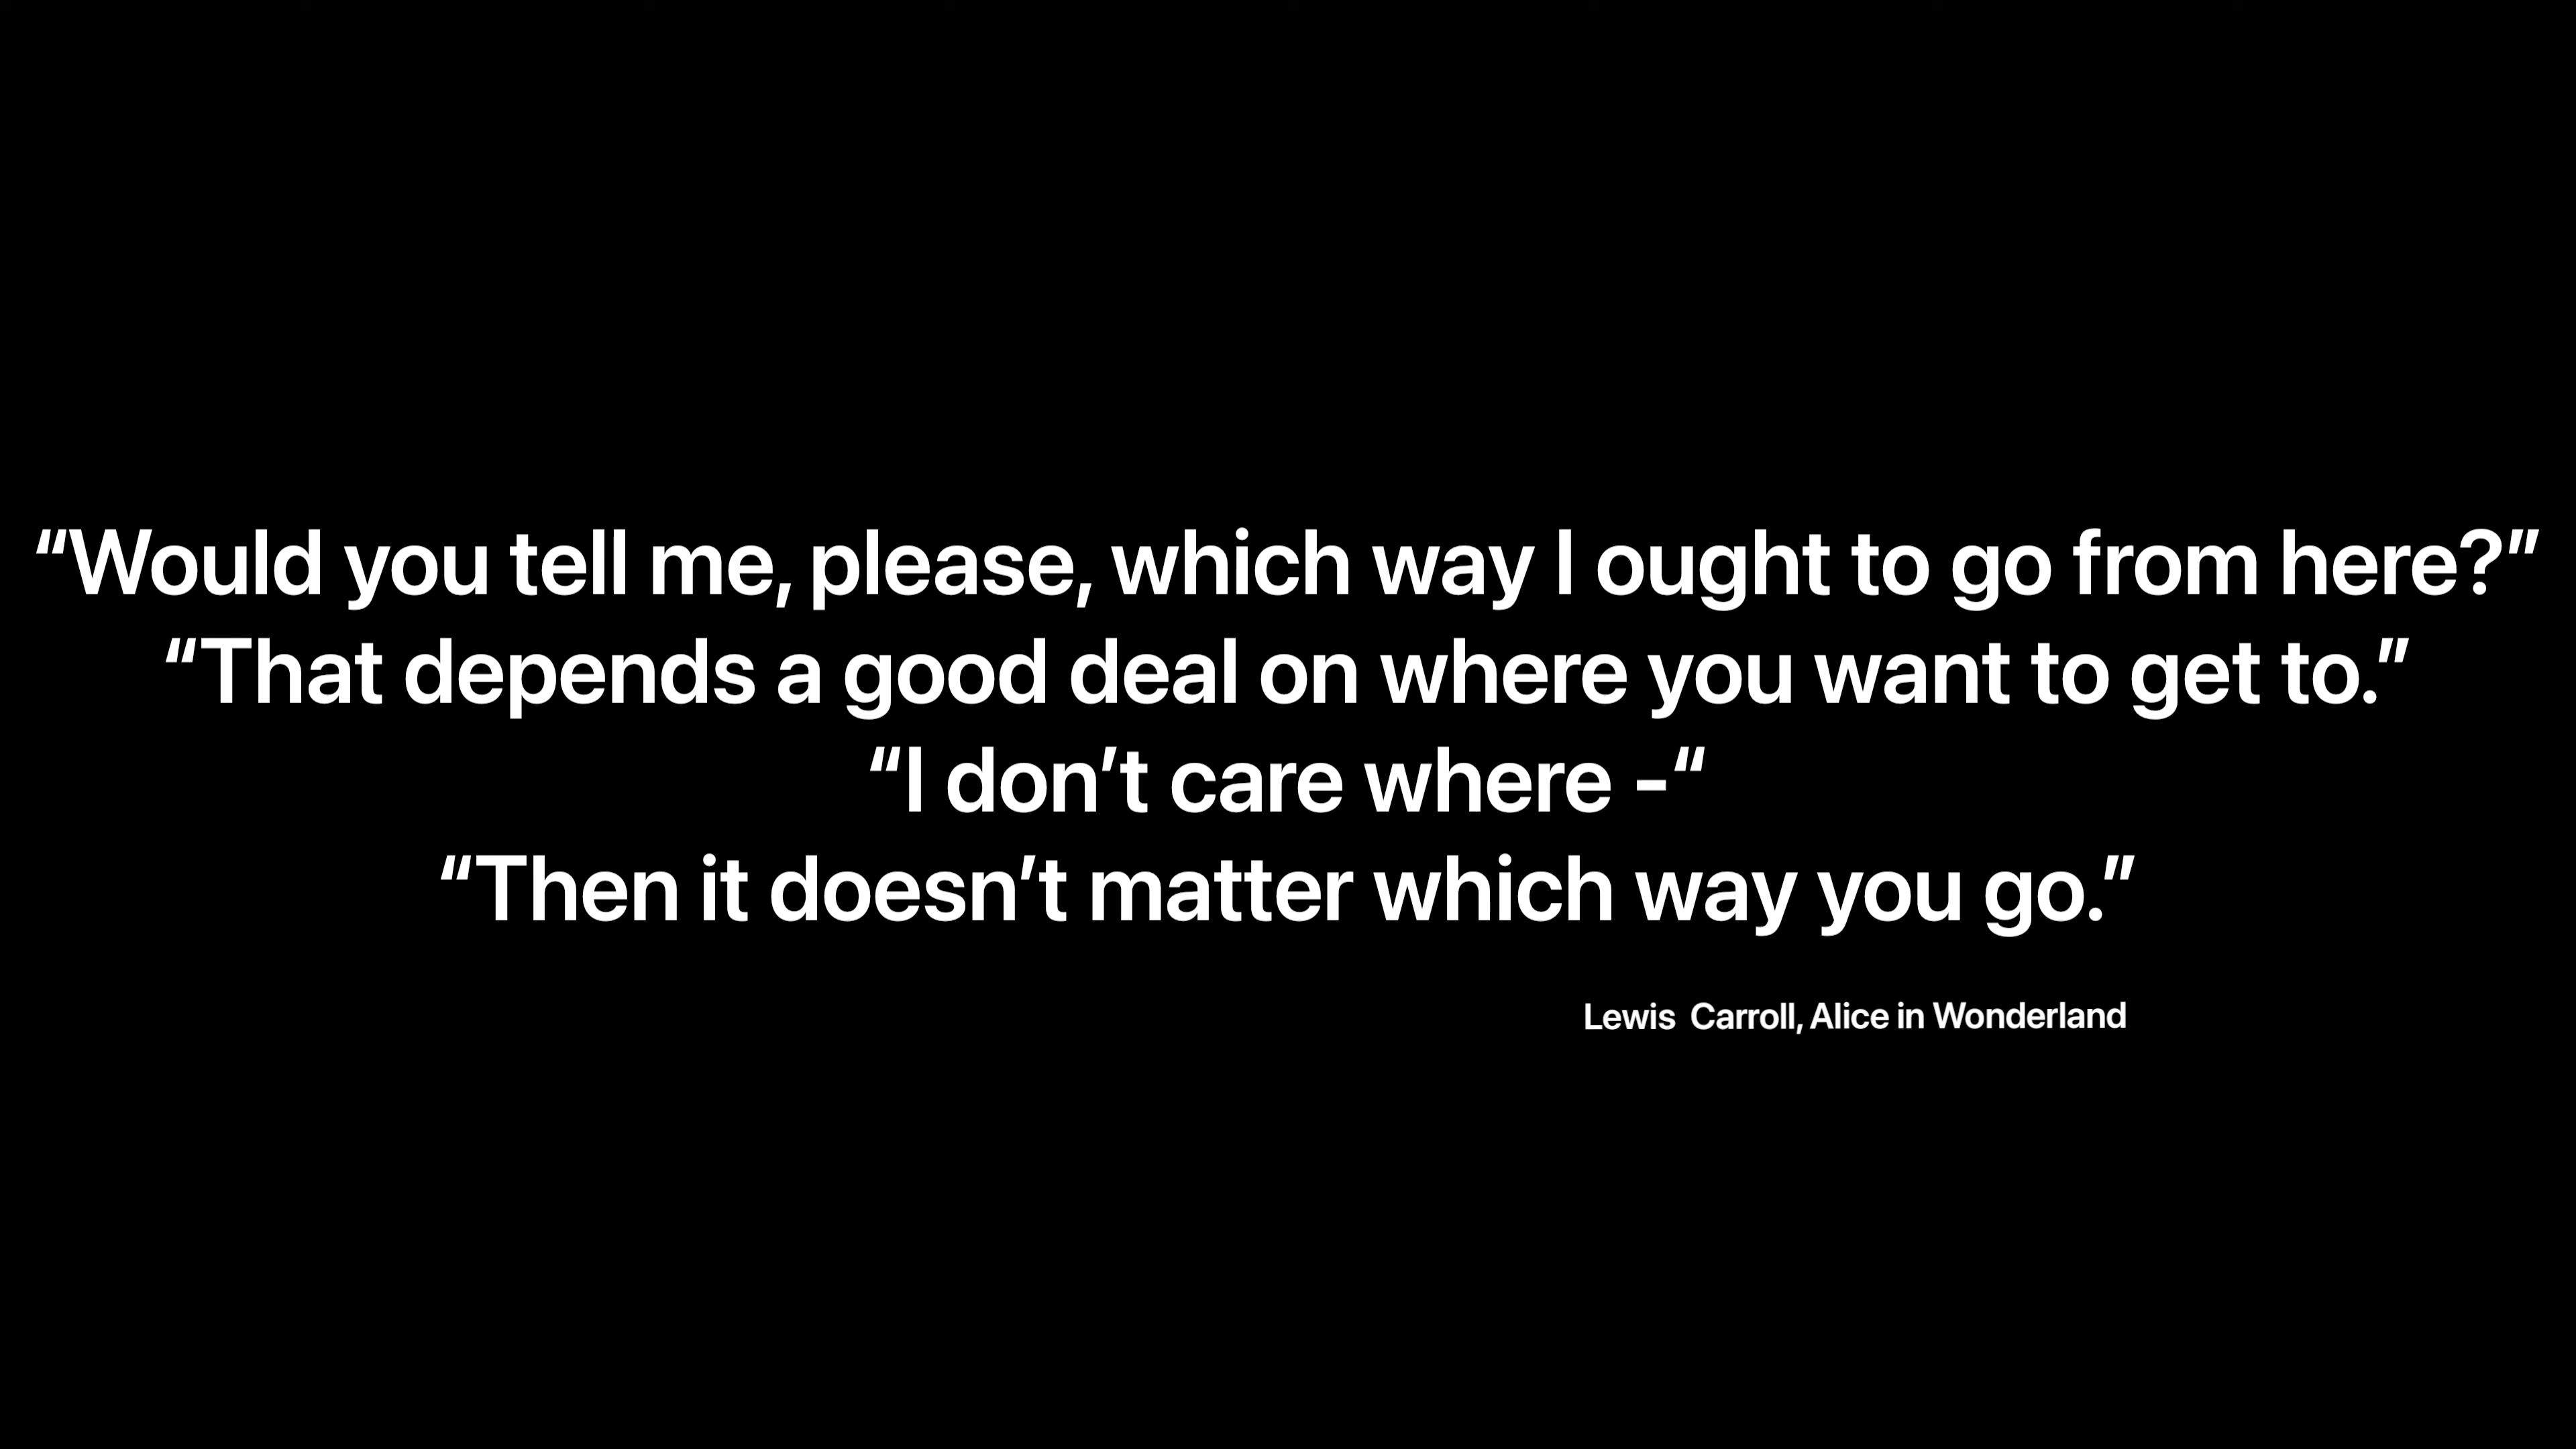 “Would you tell me, please, which way I ought to go from here?”
“That depends a good deal on where you want to get to.”
“I don’t care where -“
“Then it doesn’t matter which way you go.”
Lewis  Carroll, Alice in Wonderland